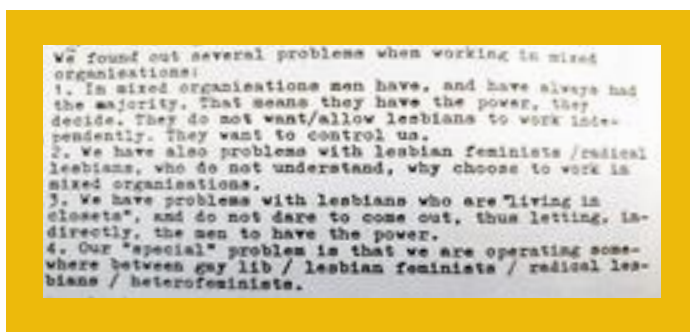 We found out several problems when working in mixed
organisations:
1. In mixed organisations men have, and have always had
the majority. That means they have the power, they
decide. They do not want/allow lesbians to work inde-
pendently. They want to control us.
2. We have also problems with lesbian feminists /radical
lesbians, who do not understand, why choose to work in
mixed organisations.
3. We have problems with lesbians who are "living in
closets", and do not dare to come out, thus letting, in-
directly, the men to have the power.
4. Our "special" problem is that we are operating some-
where between gay lib / lesbian feminists / radical les-
bians / heterofeminists.